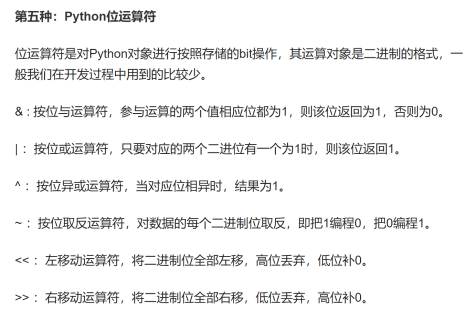 第五种：Python位运算符
位运算符是对Python对象进行按照存储的bit操作，其运算对象是二进制的格式，一
般我们在开发过程中用到的比较少。
& : 按位与运算符，参与运算的两个值相应位都为1，则该位返回为1，否则为0。
| ：按位或运算符，只要对应的两个二进位有一个为1时，则该位返回1。
^ ：按位异或运算符，当对应位相异时，结果为1。
~ ：按位取反运算符，对数据的每个二进制位取反，即把1编程0，把0编程1。
<< ：左移动运算符，将二进制位全部左移，高位丢弃，低位补0。
>> ：右移动运算符，将二进制位全部右移，低位丢弃，高位补0。